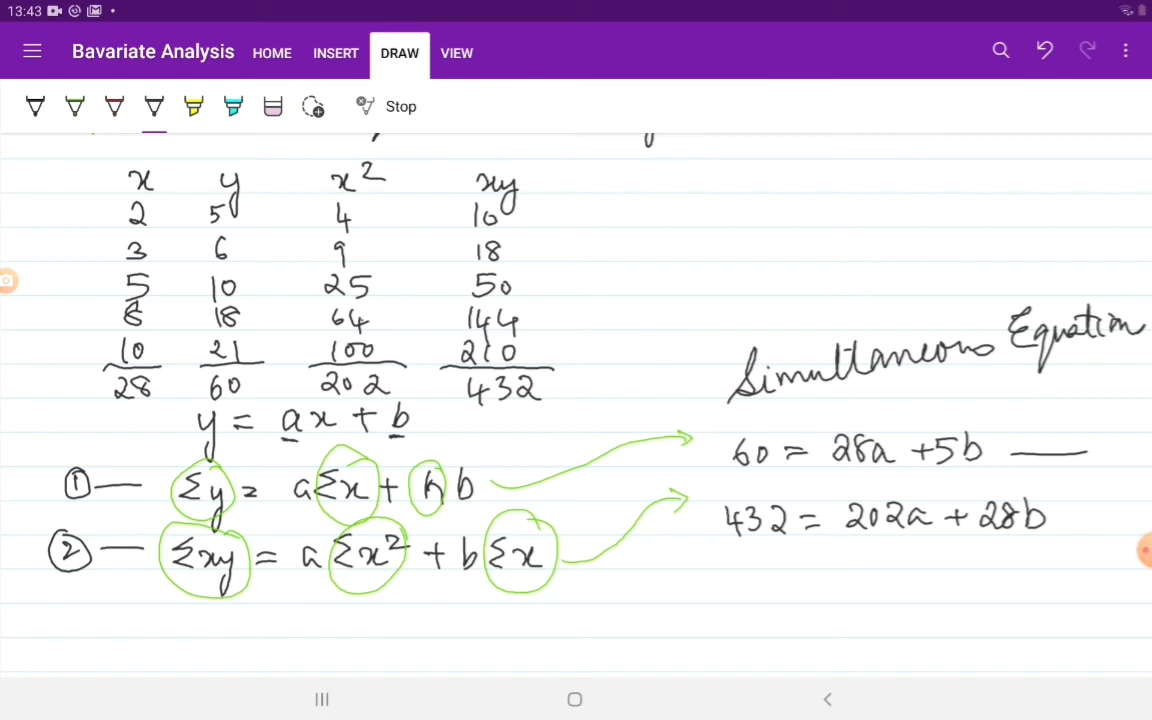 13:43
Bavariate Analysis HOME INSERT DRAW VIEW
Stop
x y x² xy
2 5 4 10
3 6 9 18
5 10 25 50
8 18 64 144
10 21 100 210
28 60 202 432
y = ax + b
① — Σy = aΣx + nb
② — Σxy = aΣx² + bΣx
Simultaneous Equation
60 = 28a + 5b —
432 = 202a + 28b